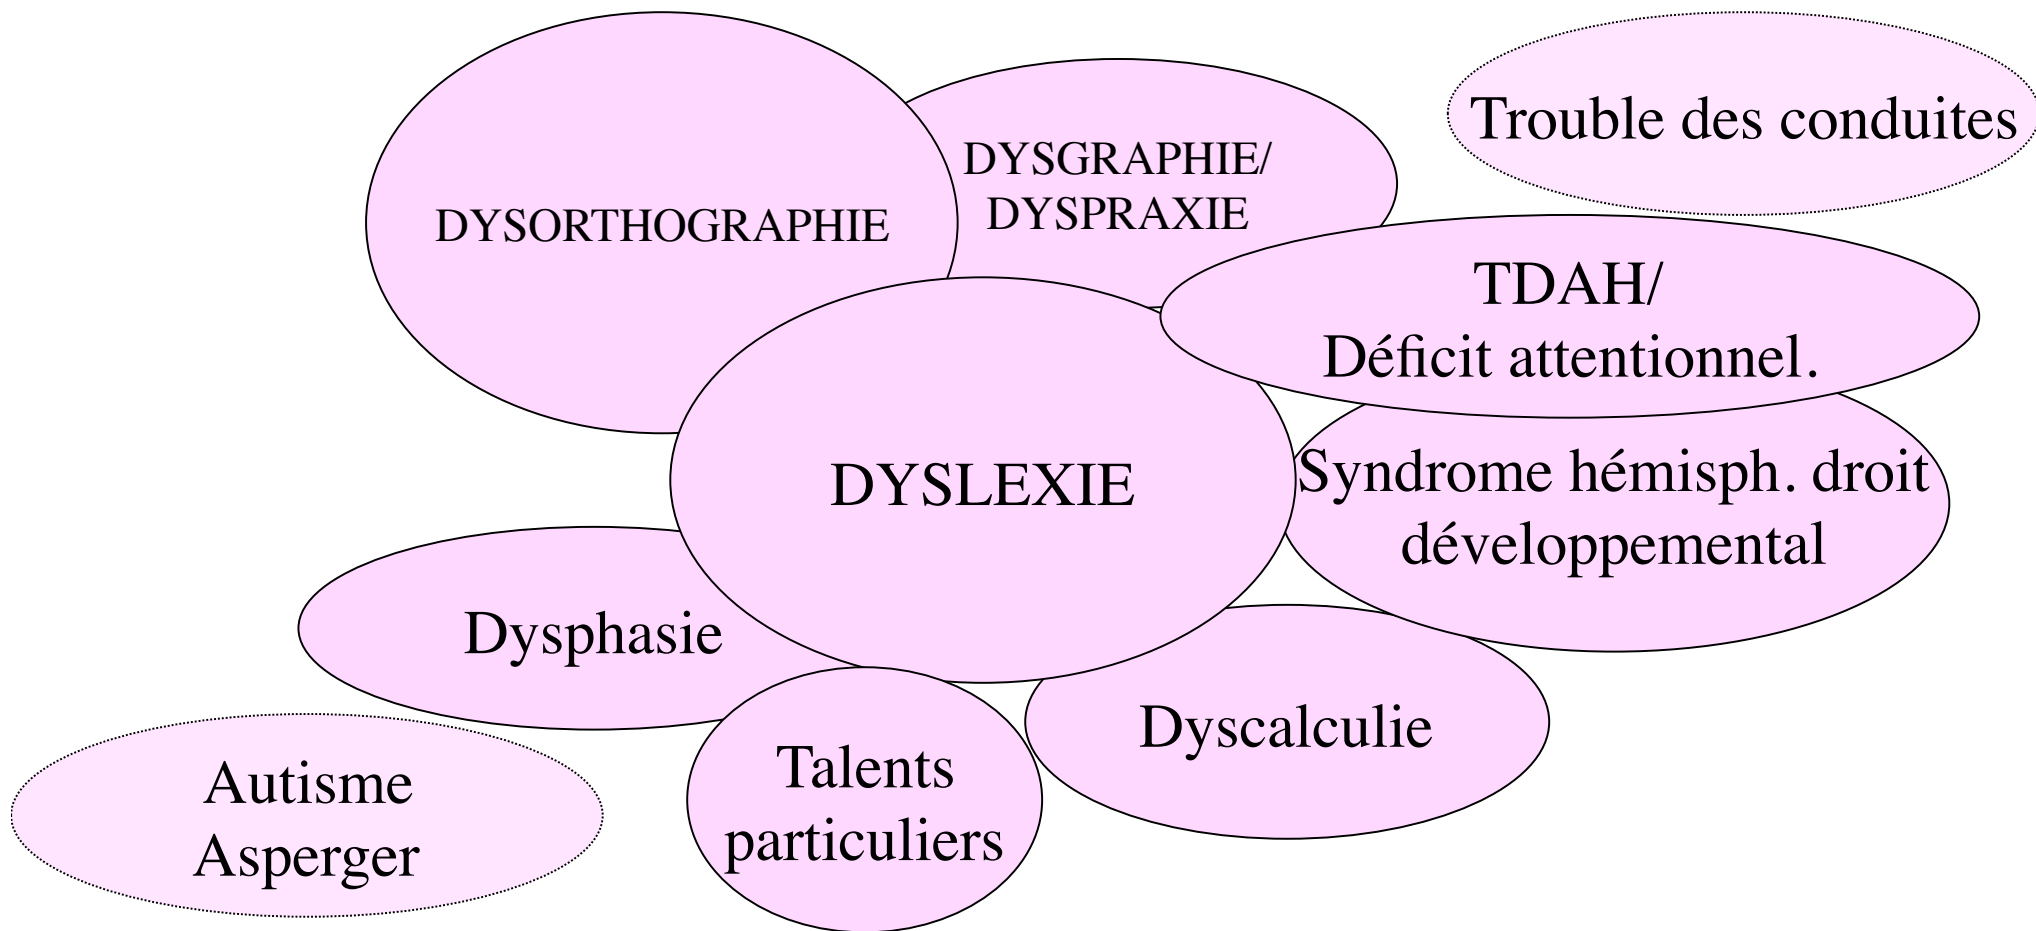 Trouble des conduites
DYSGRAPHIE/
DYSPRAXIE
DYSORTHOGRAPHIE
TDAH/
Déficit attentionnel.
DYSLEXIE
Syndrome hémisph. droit
développemental
Dysphasie
Dyscalculie
Talents
particuliers
Autisme
Asperger